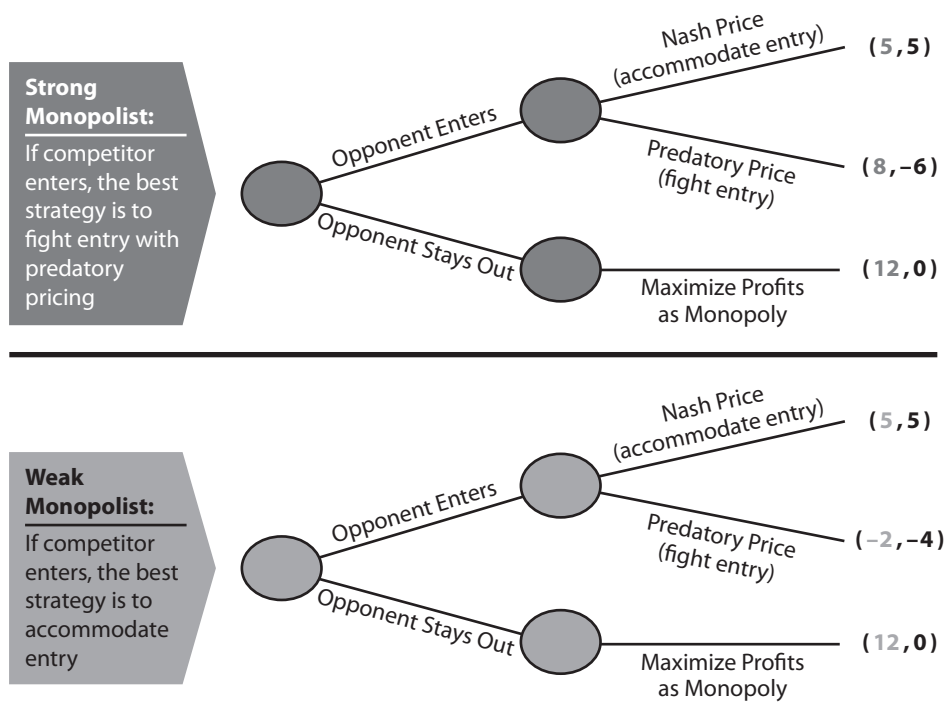 Strong
Monopolist:
If competitor
enters, the best
strategy is to
fight entry with
predatory
pricing
Opponent Enters
Opponent Stays Out
Nash Price
(accommodate entry)
(5,5)
Predatory Price
(fight entry)
(8,–6)
Maximize Profits
as Monopoly
(12,0)
Weak
Monopolist:
If competitor
enters, the best
strategy is to
accommodate
entry
Opponent Enters
Opponent Stays Out
Nash Price
(accommodate entry)
(5,5)
Predatory Price
(fight entry)
(–2,–4)
Maximize Profits
as Monopoly
(12,0)